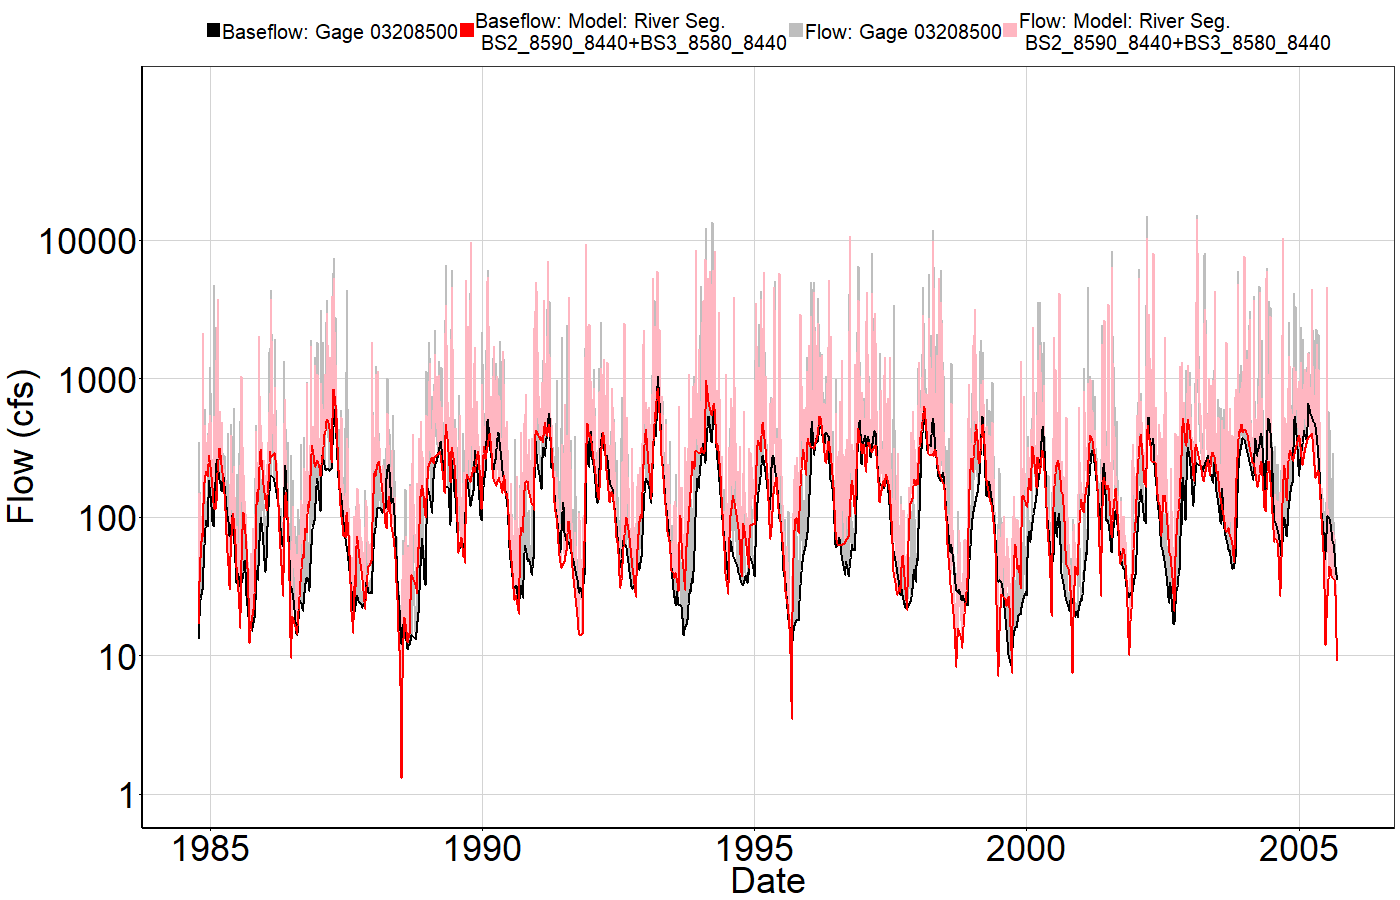 Baseflow: Gage 03208500 Baseflow: Model: River Seg. Flow: Gage 03208500 Flow: Model: River Seg.
BS2_8590_8440+BS3_8580_8440 BS2_8590_8440+BS3_8580_8440
10000
1000
100
10
1
Flow (cfs)
1985 1990 1995 2000 2005
Date